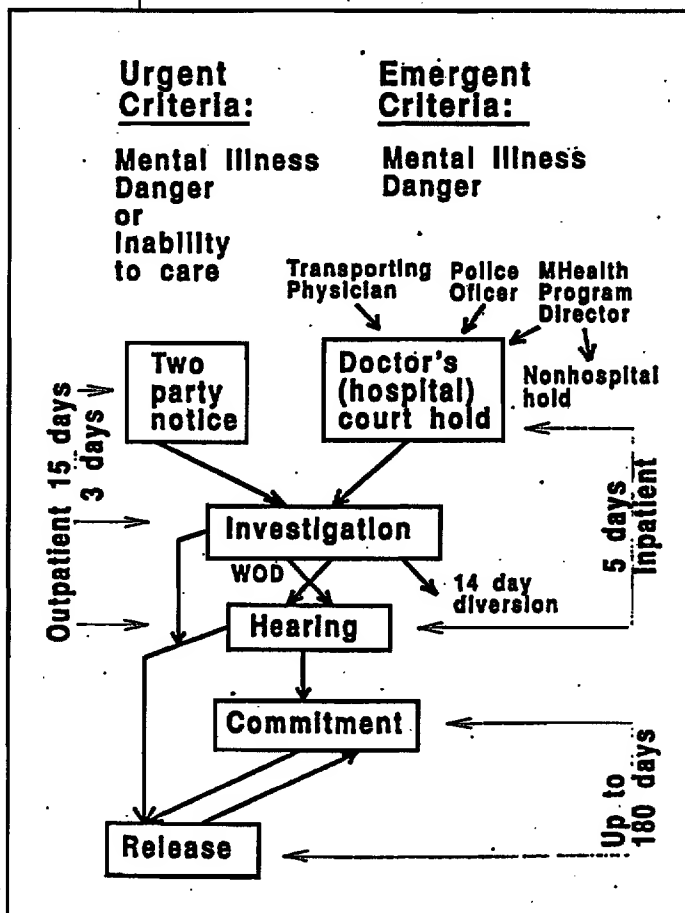 Urgent
Criteria:
Mental Illness
Danger
or
Inability
to care
Emergent
Criteria:
Mental Illness
Danger
Transporting
Physician
Police
Oficer
MHealth
Program
Director
Two
party
notice
Doctor's
(hospital)
court hold
Nonhospital
hold
Outpatient 15 days
3 days
5 days
Inpatient
Investigation
WOD
14 day
diversion
Hearing
Commitment
Up to
180 days
Release